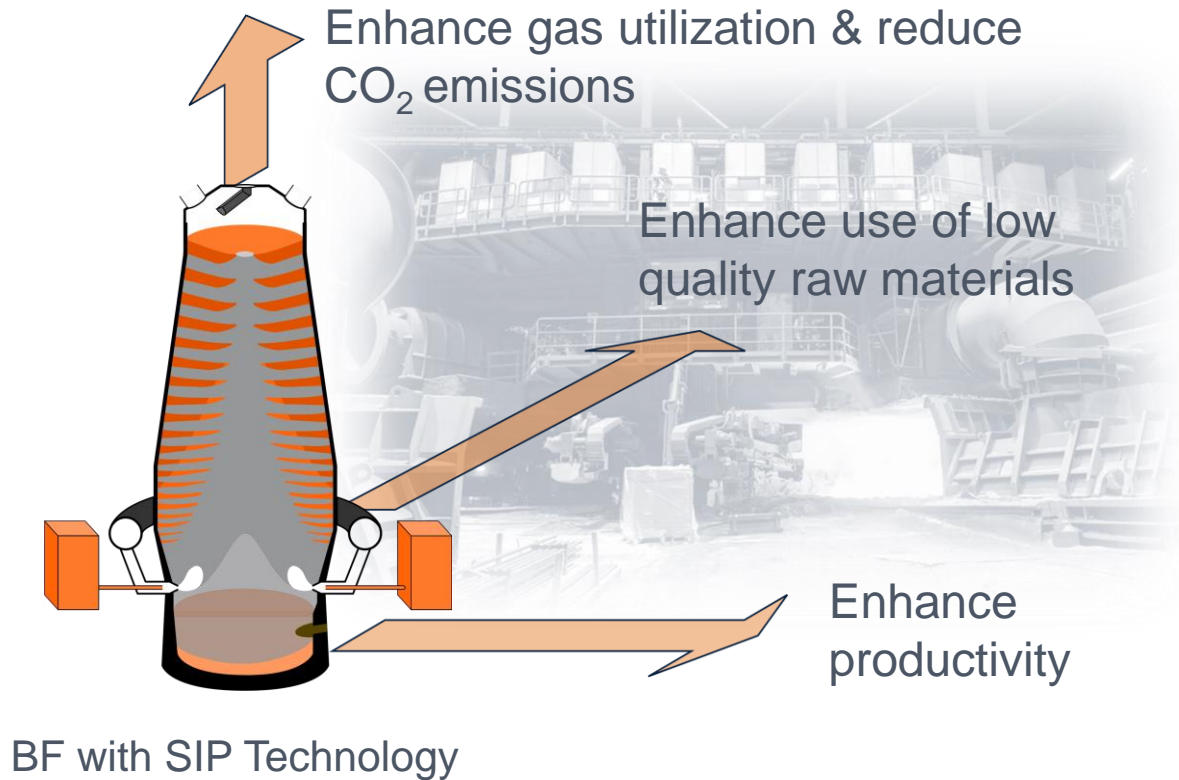 Enhance gas utilization & reduce
CO₂ emissions
Enhance use of low
quality raw materials
Enhance
productivity
BF with SIP Technology